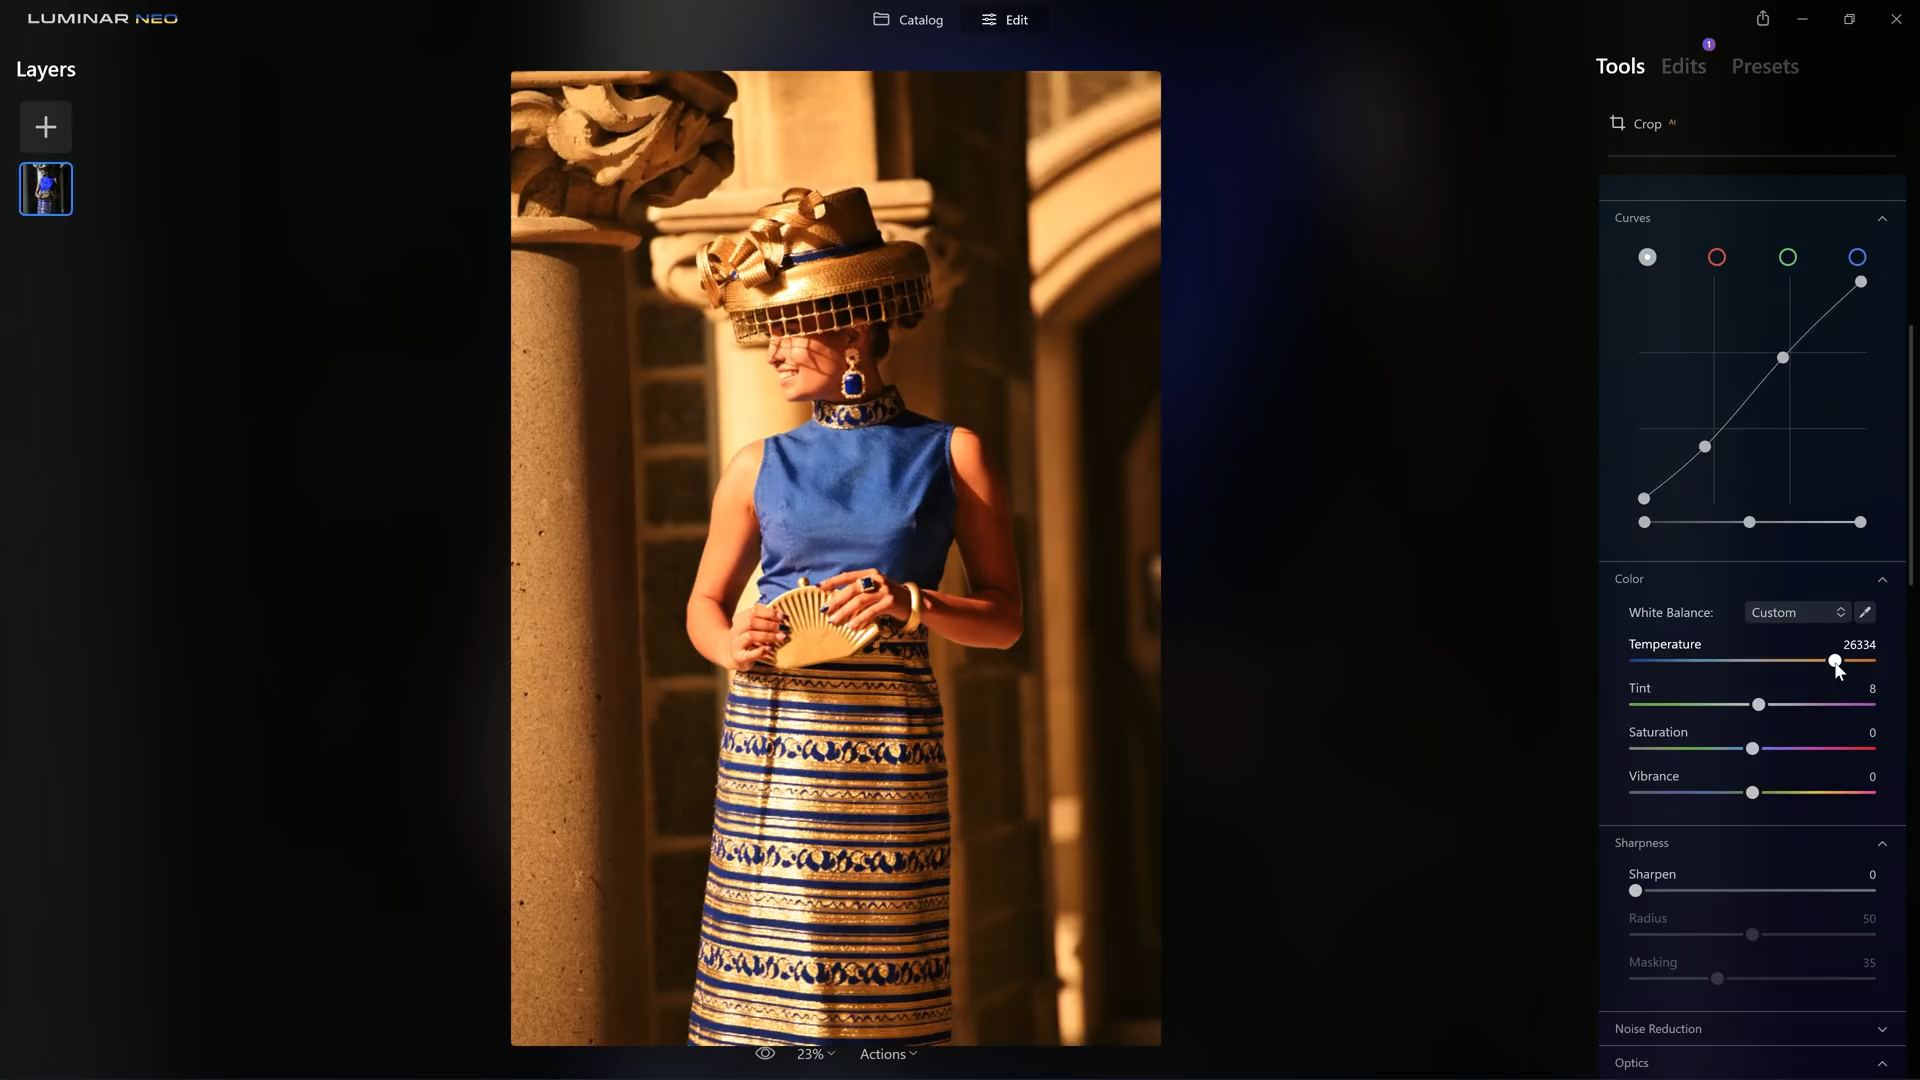 LUMINAR NEO
Catalog
Edit
Layers
1
Tools
Edits
Presets
Crop AI
Curves
Color
White Balance:
Custom
Temperature
26334
Tint
8
Saturation
0
Vibrance
0
Sharpness
Sharpen
0
Radius
50
Masking
35
Noise Reduction
Optics
23%
Actions